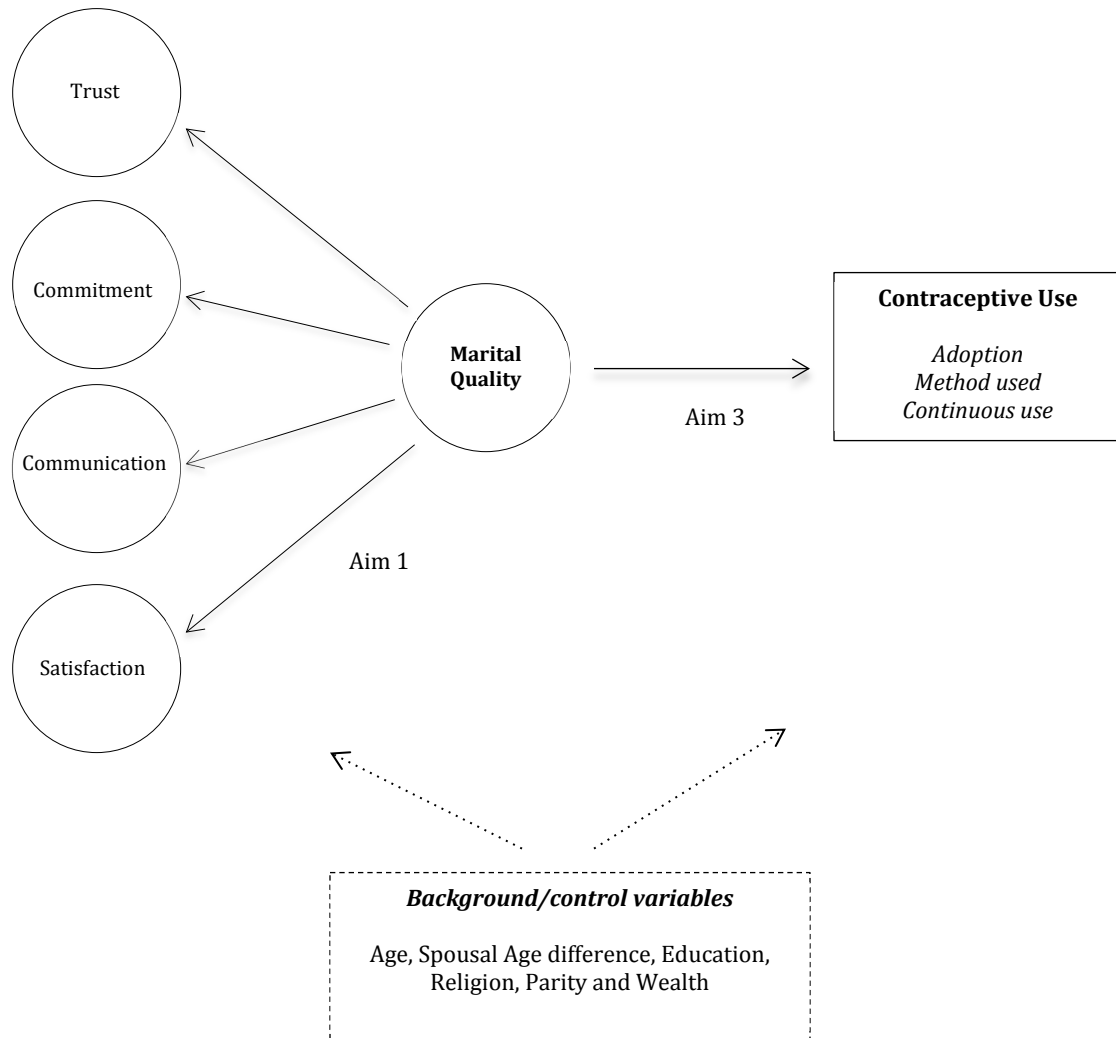 Trust
Commitment
Communication
Satisfaction
Aim 1
Marital
Quality
Aim 3
Contraceptive Use
Adoption
Method used
Continuous use
Background/control variables
Age, Spousal Age difference, Education,
Religion, Parity and Wealth